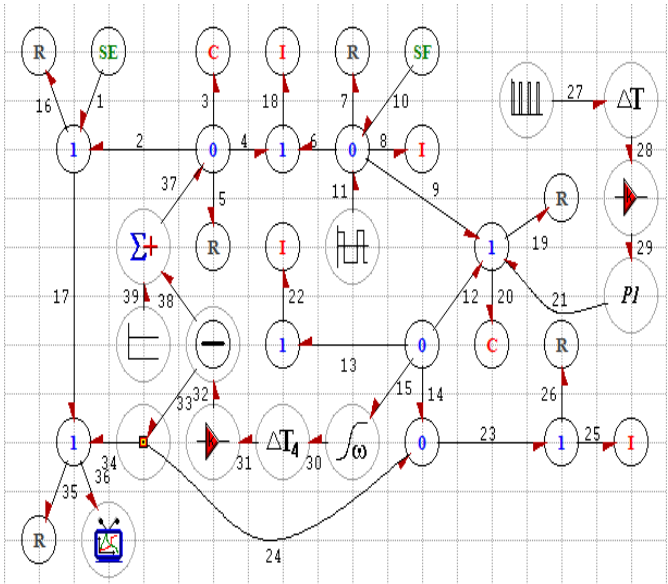 R SE C I R SF
16 1 3 18 7 10 27 ΔT
1 2 0 4 1 6 0 8 I 28
37 5 11 9
Σ+ R I 1 19 R 29
17 39 38 22 12 20 21 P1
1 13 0 C R
33 32 15 14 26
1 34 31 ΔT4 30 ∫ω 0 23 1 25 I
35 36
R 24